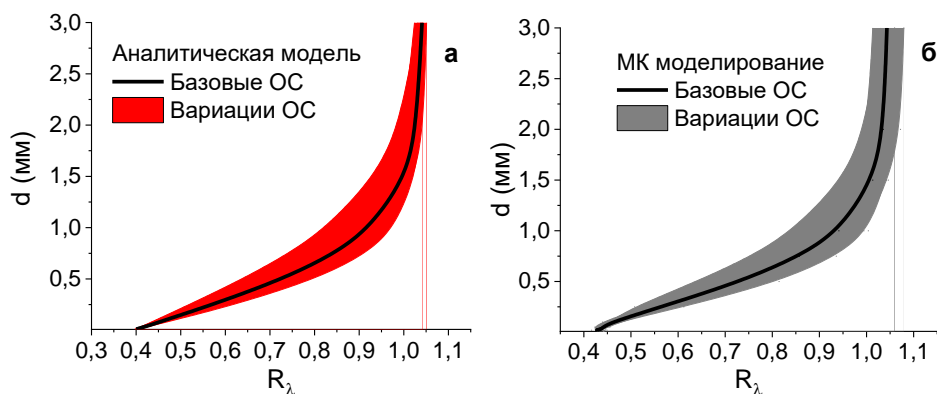 3,0
2,5
2,0
1,5
1,0
0,5
d (мм)
Аналитическая модель
Базовые ОС
Вариации ОС
а
0,3 0,4 0,5 0,6 0,7 0,8 0,9 1,0 1,1
Rλ
3,0
2,5
2,0
1,5
1,0
0,5
d (мм)
МК моделирование
Базовые ОС
Вариации ОС
б
0,4 0,5 0,6 0,7 0,8 0,9 1,0 1,1
Rλ